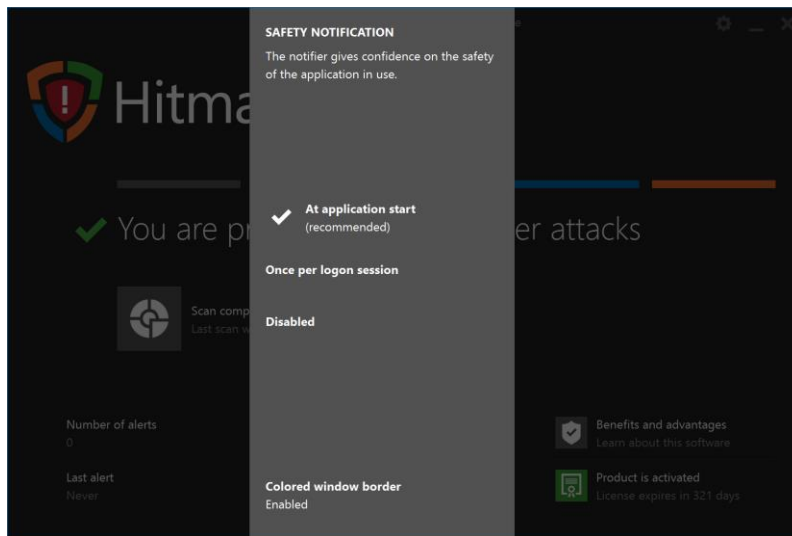 SAFETY NOTIFICATION
The notifier gives confidence on the safety
of the application in use.
Hitma
At application start
(recommended)
You are pr
er attacks
Once per logon session
Scan comp
Last scan w
Disabled
Number of alerts
0
Benefits and advantages
Learn about this software
Last alert
Never
Product is activated
License expires in 321 days
Colored window border
Enabled